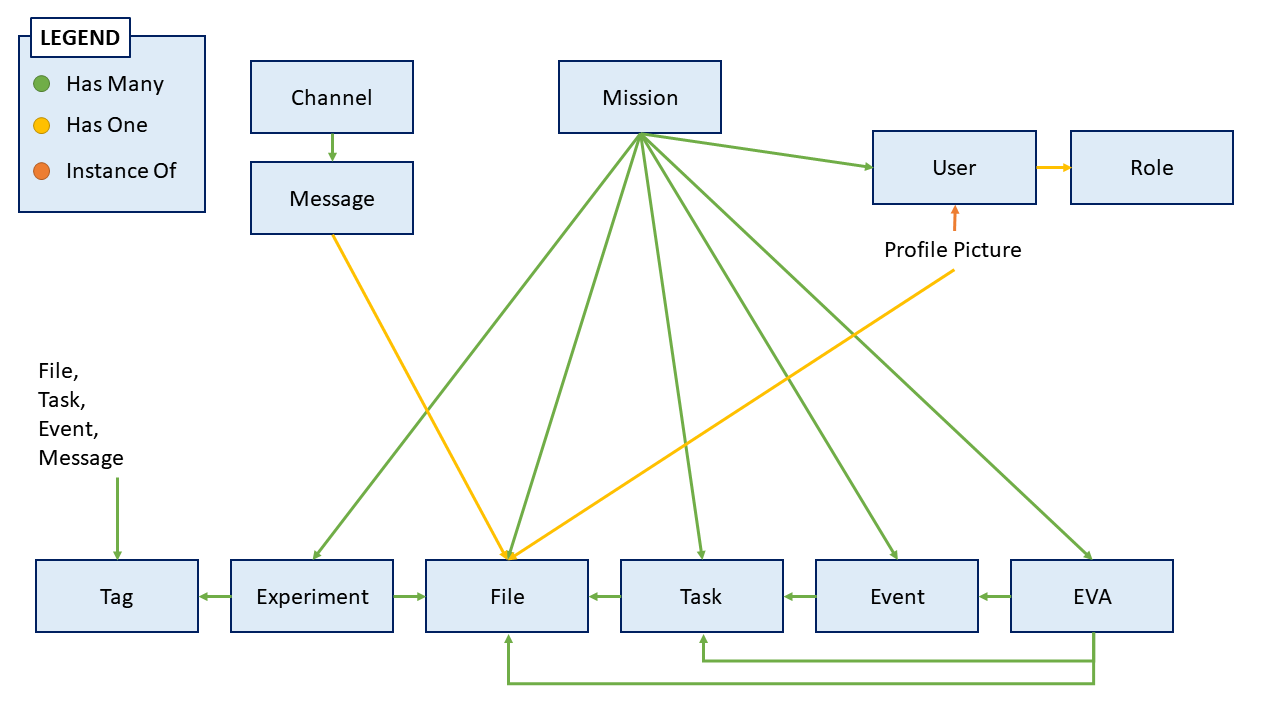 LEGEND
Has Many
Has One
Instance Of
Channel
Message
Mission
User
Role
Profile Picture
File,
Task,
Event,
Message
Tag
Experiment
File
Task
Event
EVA